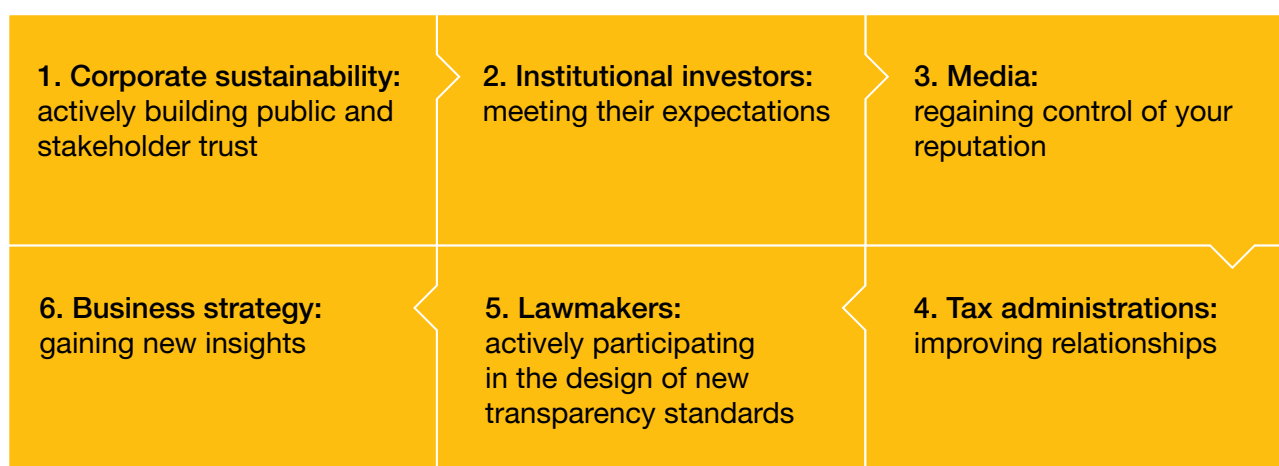 1. Corporate sustainability:
actively building public and
stakeholder trust
2. Institutional investors:
meeting their expectations
3. Media:
regaining control of your
reputation
4. Tax administrations:
improving relationships
5. Lawmakers:
actively participating
in the design of new
transparency standards
6. Business strategy:
gaining new insights